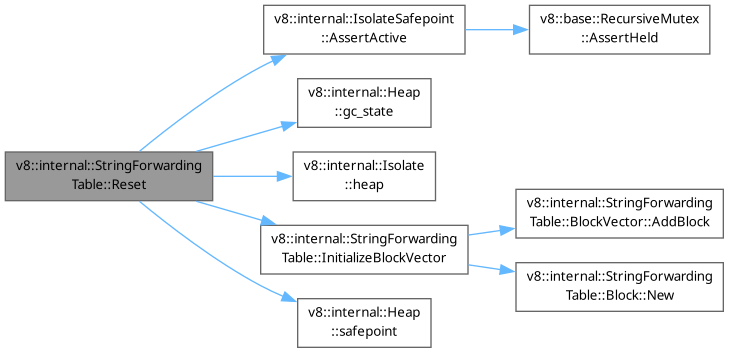 v8::internal::StringForwarding
Table::Reset
v8::internal::IsolateSafepoint
::AssertActive
v8::base::RecursiveMutex
::AssertHeld
v8::internal::Heap
::gc_state
v8::internal::Isolate
::heap
v8::internal::StringForwarding
Table::InitializeBlockVector
v8::internal::StringForwarding
Table::BlockVector::AddBlock
v8::internal::StringForwarding
Table::Block::New
v8::internal::Heap
::safepoint